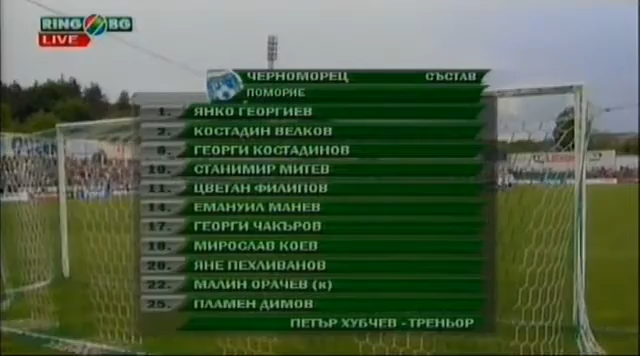 RING BG
LIVE
ЧЕРНОМОРЕЦ СЪСТАВ
ПОМОРИЕ
1. ЯНКО ГЕОРГИЕВ
2. КОСТАДИН ВЕЛКОВ
8. ГЕОРГИ КОСТАДИНОВ
10. СТАНИМИР МИТЕВ
11. ЦВЕТАН ФИЛИПОВ
14. ЕМАНУИЛ МАНЕВ
17. ГЕОРГИ ЧАКЪРОВ
18. МИРОСЛАВ КОЕВ
20. ЯНЕ ПЕХЛИВАНОВ
22. МАЛИН ОРАЧЕВ (К)
25. ПЛАМЕН ДИМОВ
ПЕТЪР ХУБЧЕВ - ТРЕНЬОР